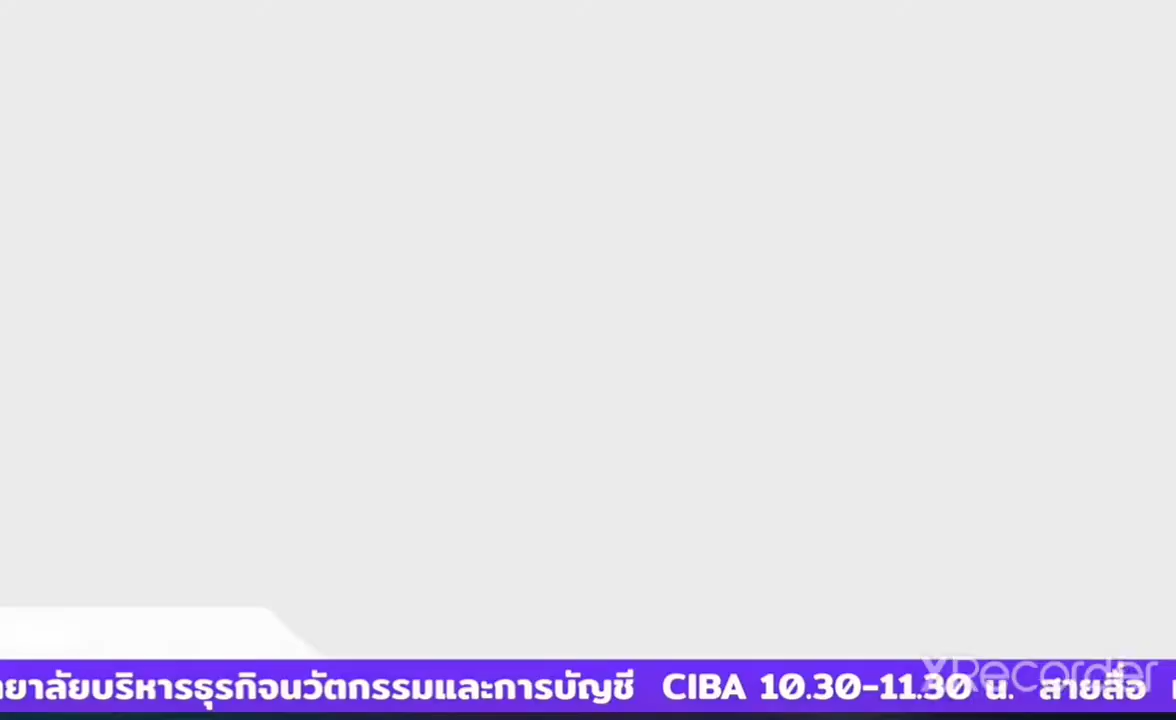 ทยาลัยบริหารธุรกิจนวัตกรรมและการบัญชี CIBA 10.30-11.30 น. สายสื่อ
XRecorder